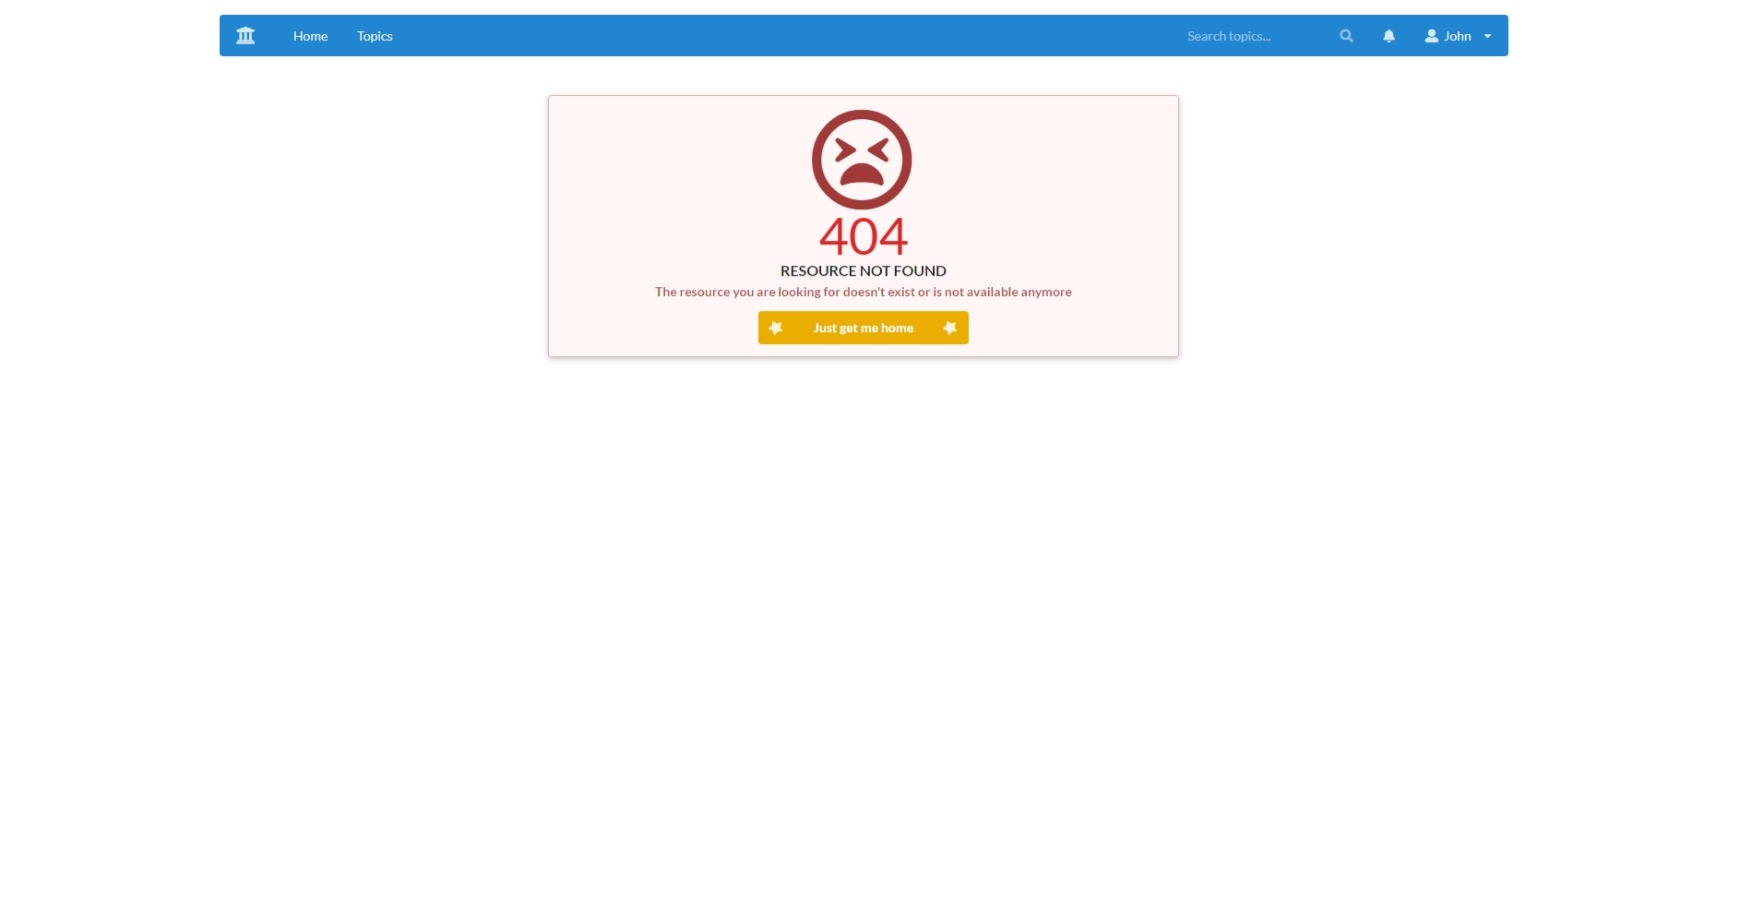 Home Topics Search topics... John
404
RESOURCE NOT FOUND
The resource you are looking for doesn't exist or is not available anymore
Just get me home